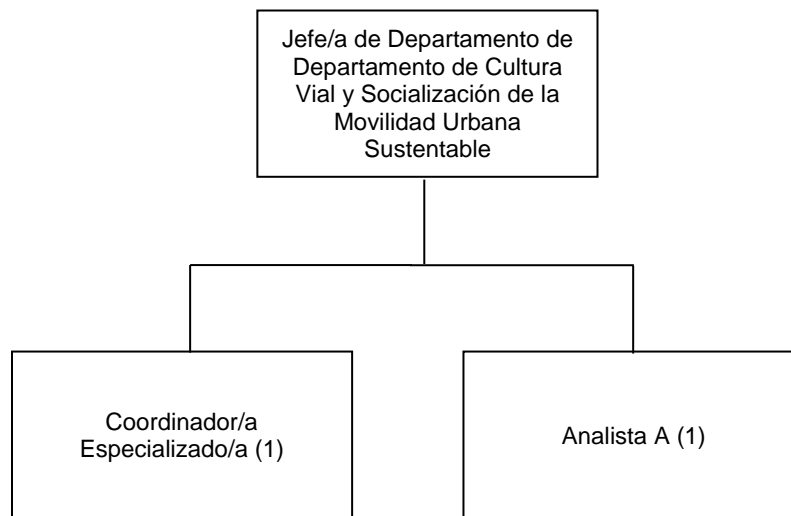 Jefe/a de Departamento de
Departamento de Cultura
Vial y Socialización de la
Movilidad Urbana
Sustentable
Coordinador/a
Especializado/a (1)
Analista A (1)